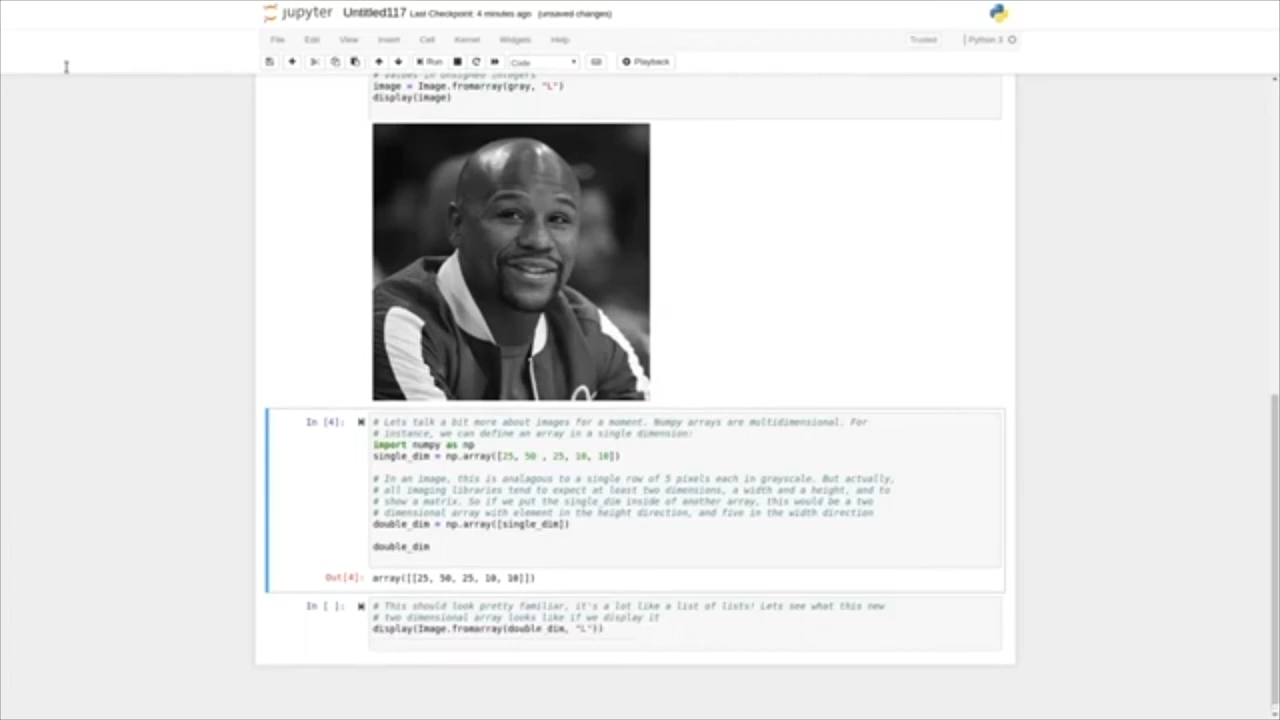 jupyter Untitled117 Last Checkpoint: 4 minutes ago (unsaved changes)
File Edit View Insert Cell Kernel Widgets Help Trusted Python 3
Run Code Playback
# values in unsigned integers
image = Image.fromarray(gray, "L")
display(image)
In [4]: # Lets talk a bit more about images for a moment. Numpy arrays are multidimensional. For
# instance, we can define an array in a single dimension:
import numpy as np
single_dim = np.array([25, 50 , 25, 10, 10])
# In an image, this is analagous to a single row of 5 pixels each in grayscale. But actually,
# all imaging libraries tend to expect at least two dimensions, a width and a height, and to
# show a matrix. So if we put the single_dim inside of another array, this would be a two
# dimensional array with element in the height direction, and five in the width direction
double_dim = np.array([single_dim])
double_dim
Out[4]: array([[25, 50, 25, 10, 10]])
In [ ]: # This should look pretty familiar, it's a lot like a list of lists! Lets see what this new
# two dimensional array looks like if we display it
display(Image.fromarray(double_dim, "L"))